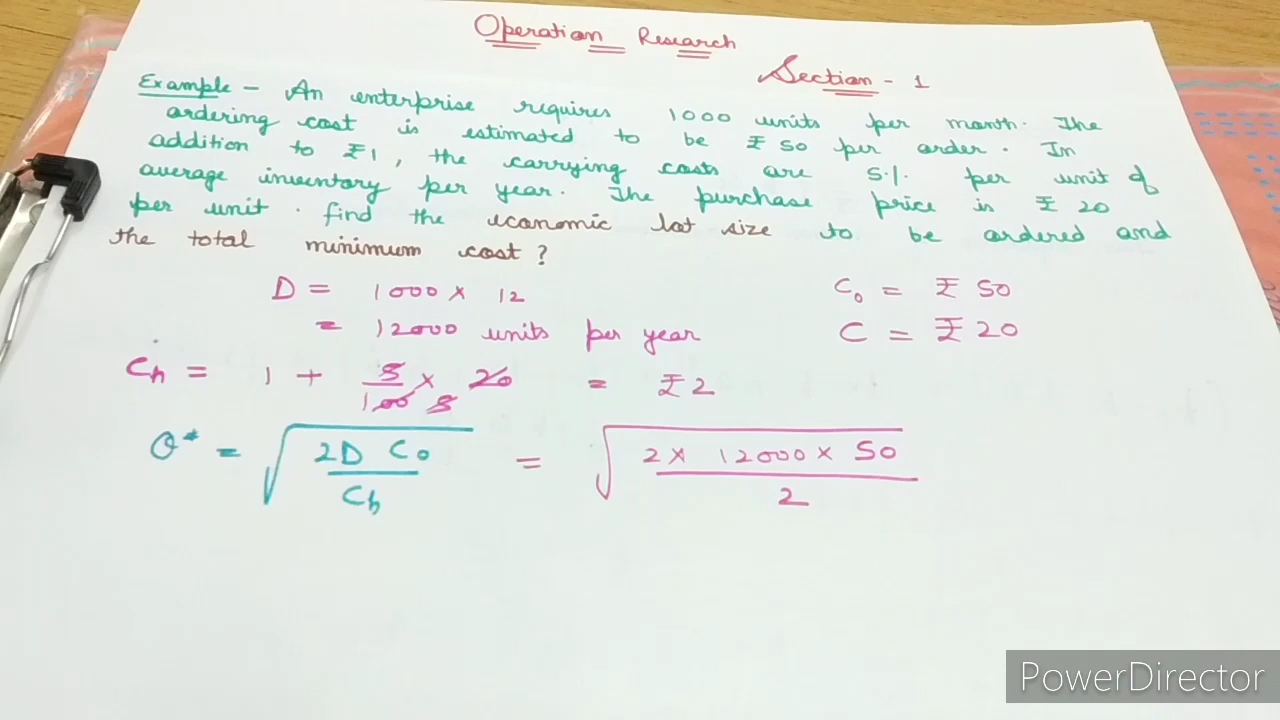 Operation Research
Section - 1
Example - An enterprise requires 1000 units per month. The
ordering cost is estimated to be ₹ 50 per order. In
addition to ₹1, the carrying costs are 5% per unit of
average inventory per year. The purchase price is ₹ 20
per unit. find the economic lot size to be ordered and
the total minimum cost?
D = 1000 × 12
= 12000 units per year
C₀ = ₹ 50
C = ₹ 20
Ch = 1 + 5/100 × 20 = ₹ 2
Q* = √(2D C₀ / Ch) = √(2 × 12000 × 50 / 2)
PowerDirector